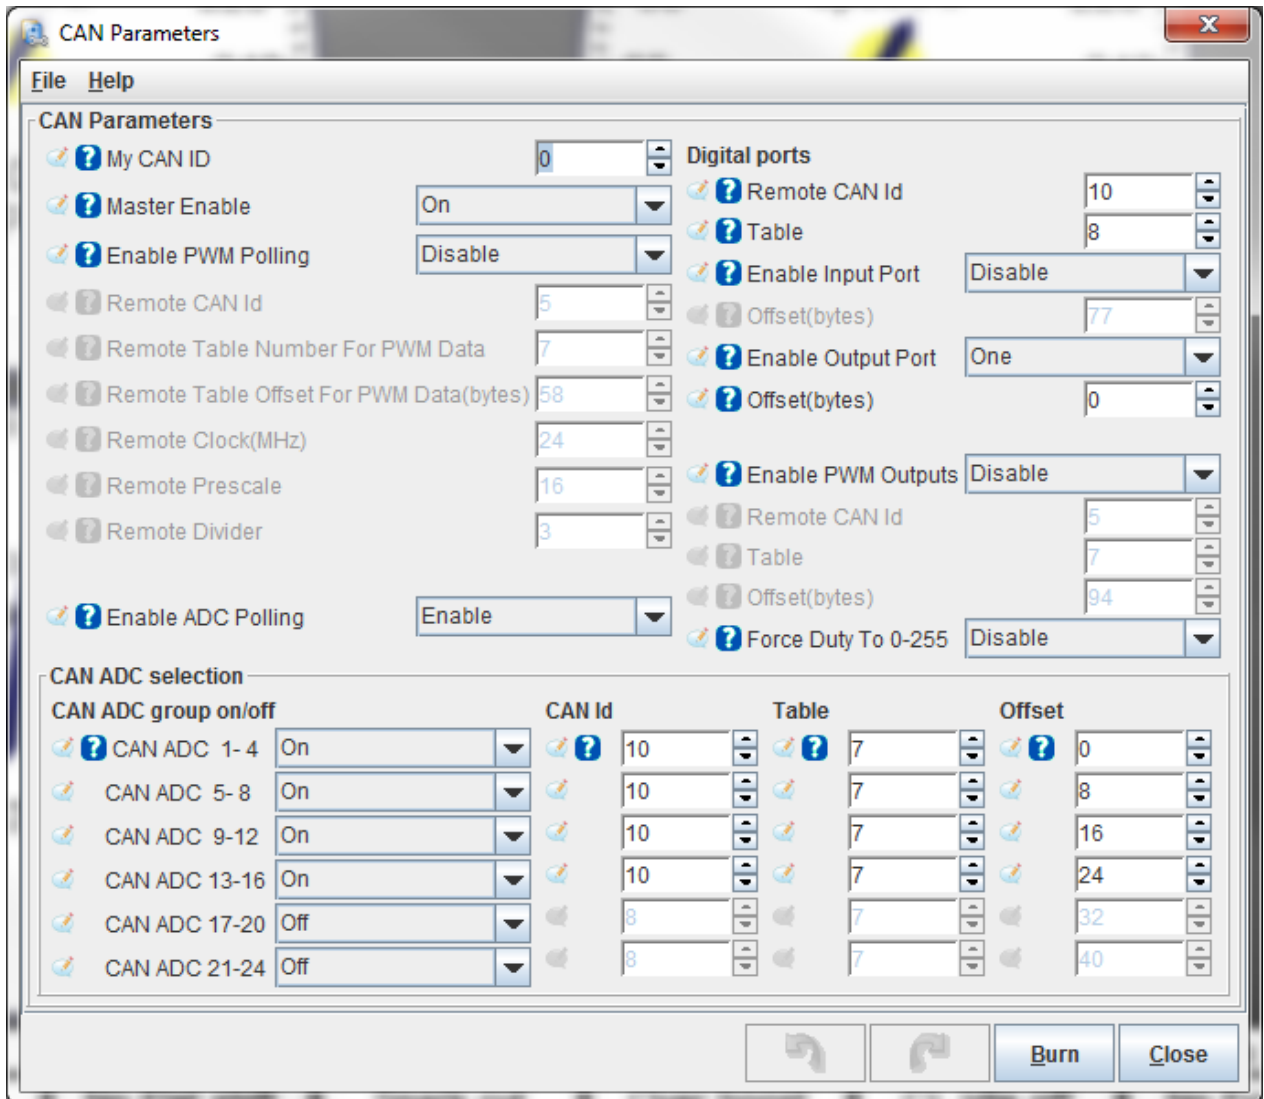 CAN Parameters
File Help
CAN Parameters
My CAN ID 0
Master Enable On
Enable PWM Polling Disable
Remote CAN Id 5
Remote Table Number For PWM Data 7
Remote Table Offset For PWM Data(bytes) 58
Remote Clock(MHz) 24
Remote Prescale 16
Remote Divider 3
Enable ADC Polling Enable
Digital ports
Remote CAN Id 10
Table 8
Enable Input Port Disable
Offset(bytes) 77
Enable Output Port One
Offset(bytes) 0
Enable PWM Outputs Disable
Remote CAN Id 5
Table 7
Offset(bytes) 94
Force Duty To 0-255 Disable
CAN ADC selection
CAN ADC group on/off CAN Id Table Offset
CAN ADC 1- 4 On 10 7 0
CAN ADC 5- 8 On 10 7 8
CAN ADC 9-12 On 10 7 16
CAN ADC 13-16 On 10 7 24
CAN ADC 17-20 Off 8 7 32
CAN ADC 21-24 Off 8 7 40
Burn Close